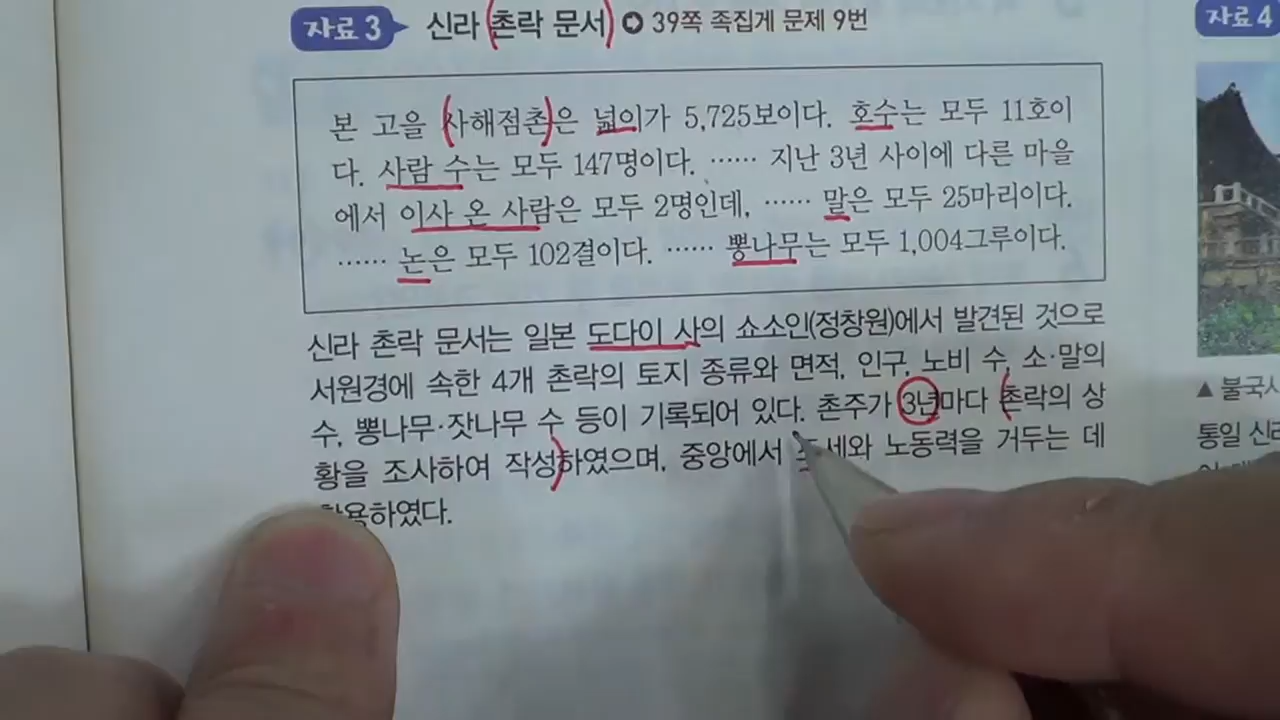 자료 3 신라 촌락 문서 ➲ 39쪽 족집게 문제 9번
본 고을 사해점촌은 넓이가 5,725보이다. 호수는 모두 11호이
다. 사람 수는 모두 147명이다. …… 지난 3년 사이에 다른 마을
에서 이사 온 사람은 모두 2명인데, …… 말은 모두 25마리이다.
…… 논은 모두 102결이다. …… 뽕나무는 모두 1,004그루이다.
신라 촌락 문서는 일본 도다이 사의 쇼소인(정창원)에서 발견된 것으로
서원경에 속한 4개 촌락의 토지 종류와 면적, 인구, 노비 수, 소·말의
수, 뽕나무·잣나무 수 등이 기록되어 있다. 촌주가 3년마다 촌락의 상
황을 조사하여 작성하였으며, 중앙에서 조세와 노동력을 거두는 데
하였다.
자료 4
▲ 불국사
통일 신라